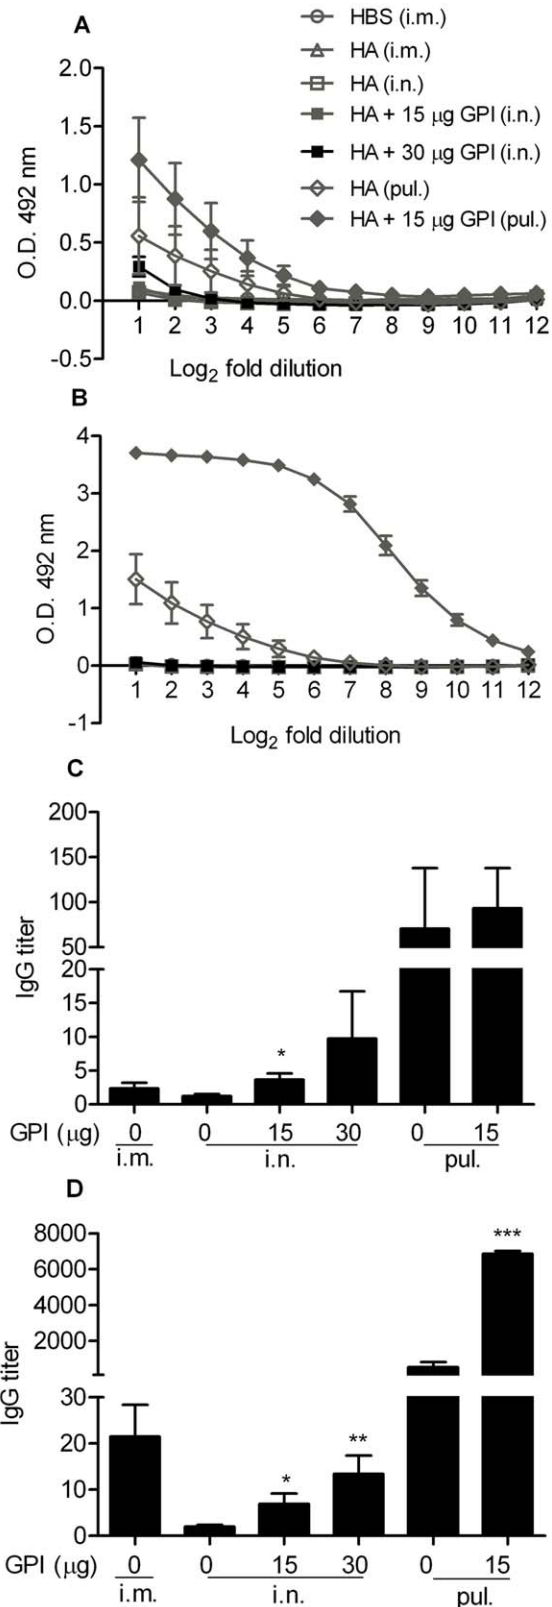 A
HBS (i.m.)
HA (i.m.)
HA (i.n.)
HA + 15 µg GPI (i.n.)
HA + 30 µg GPI (i.n.)
HA (pul.)
HA + 15 µg GPI (pul.)
O.D. 492 nm
2.0
1.5
1.0
0.5
0.0
-0.5
1 2 3 4 5 6 7 8 9 10 11 12
Log2 fold dilution
B
O.D. 492 nm
4
3
2
1
0
-1
1 2 3 4 5 6 7 8 9 10 11 12
Log2 fold dilution
C
IgG titer
200
150
100
50
20
15
10
5
0
*
GPI (µg) 0 0 15 30 0 15
i.m. i.n. pul.
D
IgG titer
8000
6000
4000
2000
30
20
10
0
* ** ***
GPI (µg) 0 0 15 30 0 15
i.m. i.n. pul.